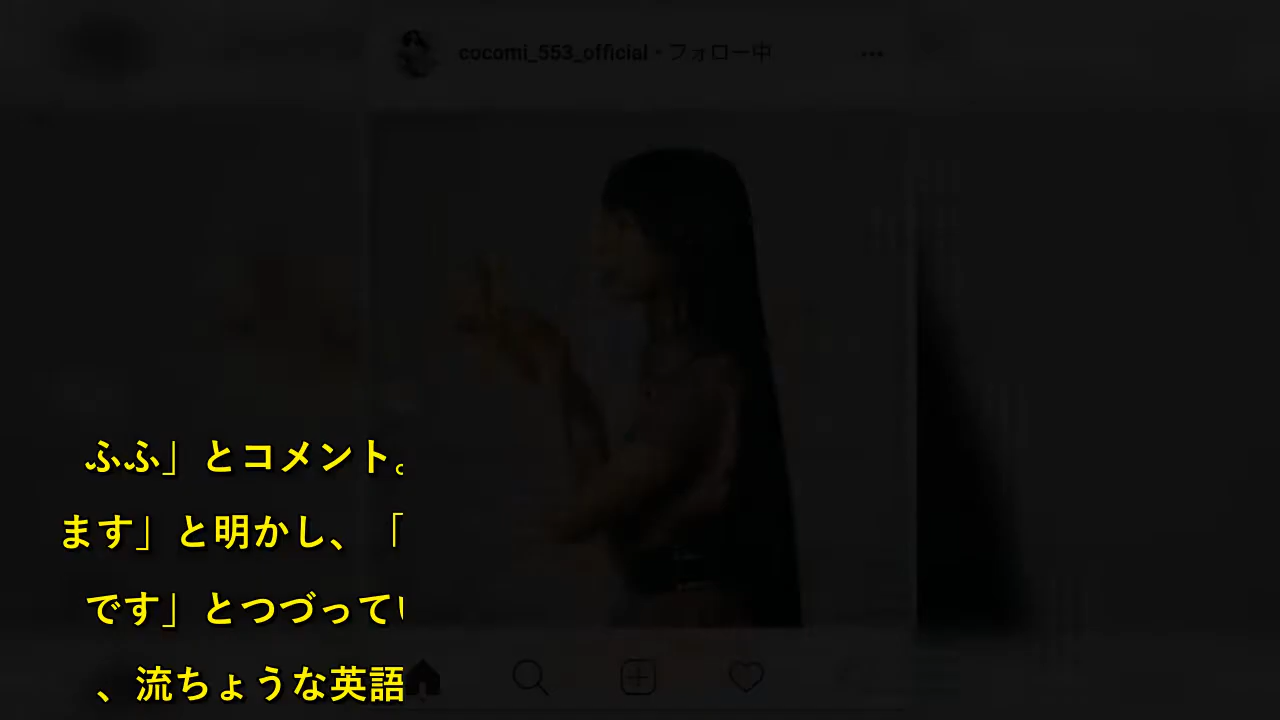 cocomi_553_official・フォロー中
ふふ」とコメント。
ます」と明かし、「
です」とつづってい
、流ちょうな英語